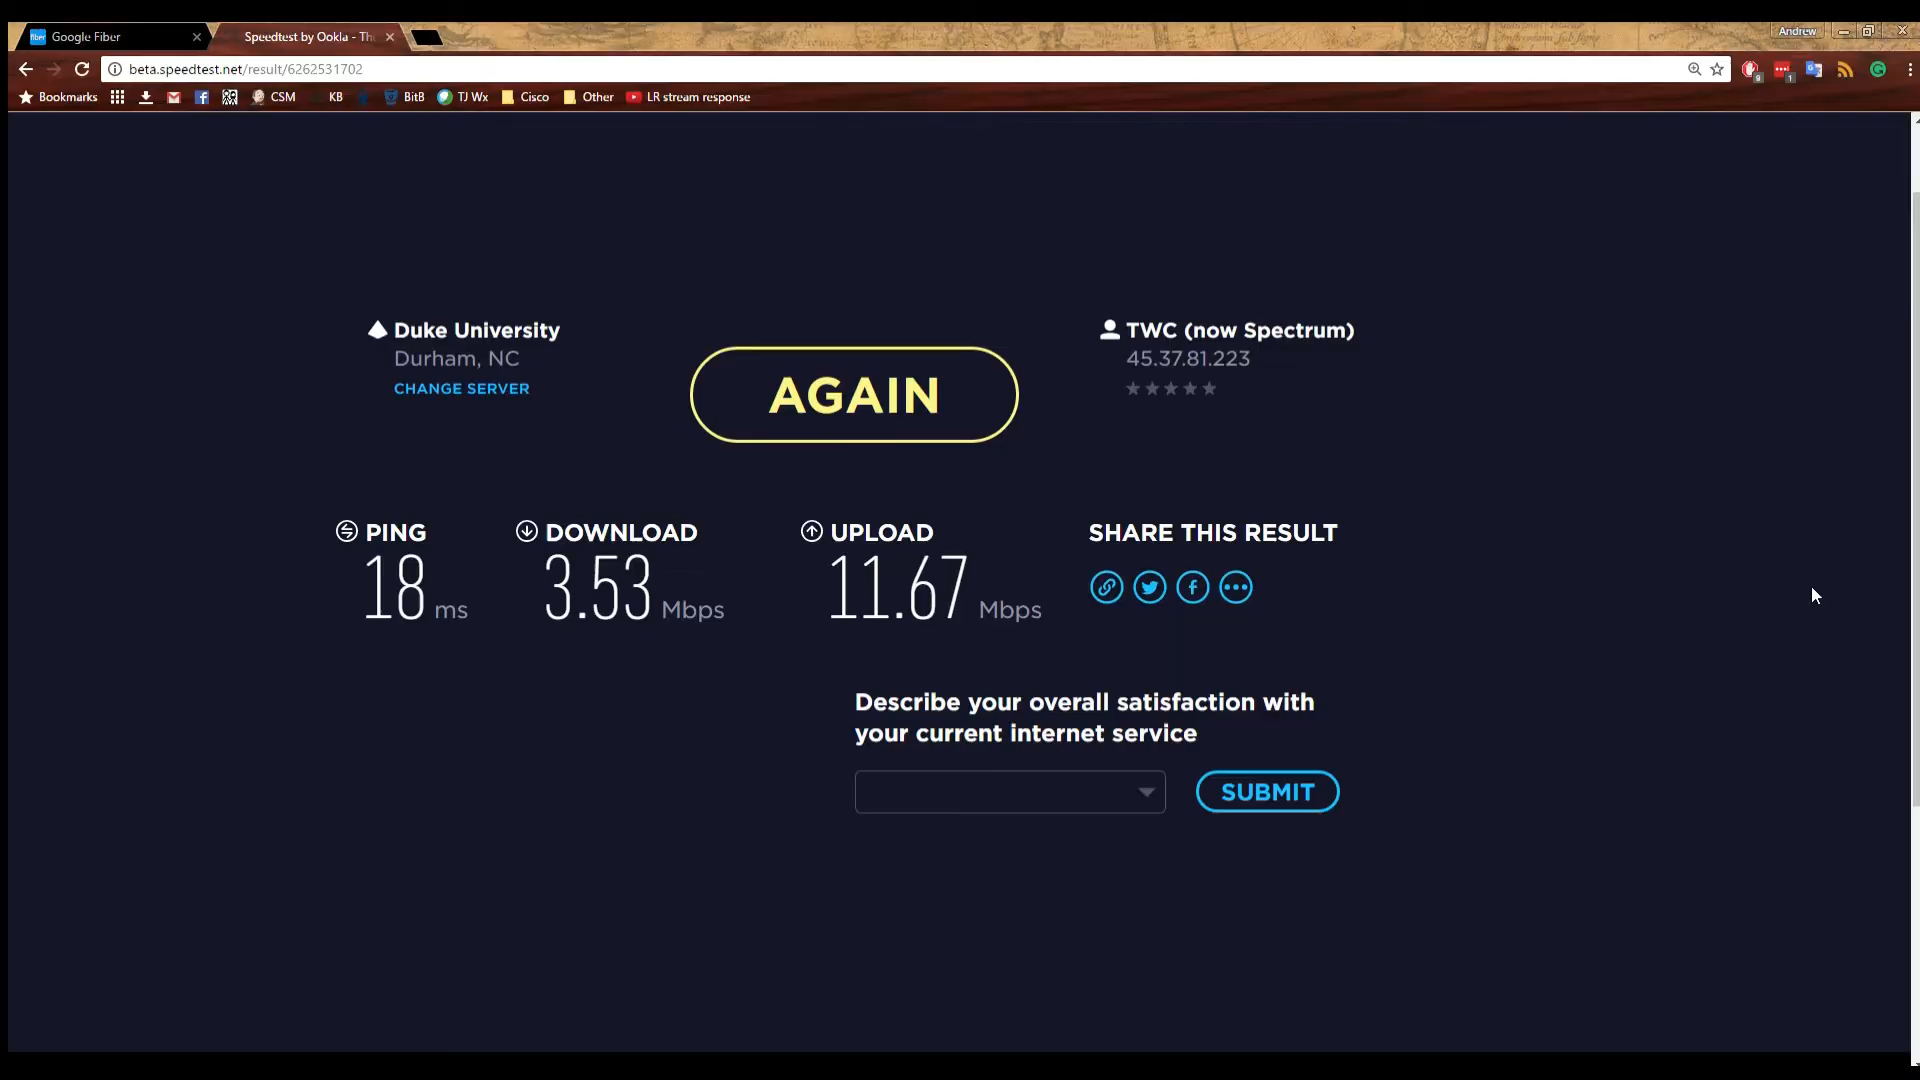 Google Fiber
Speedtest by Ookla - Th
Andrew
beta.speedtest.net/result/6262531702
9
1
Bookmarks
CSM
KB
BitB
TJ Wx
Cisco
Other
LR stream response
Duke University
Durham, NC
CHANGE SERVER
AGAIN
TWC (now Spectrum)
45.37.81.223
PING
18 ms
DOWNLOAD
3.53 Mbps
UPLOAD
11.67 Mbps
SHARE THIS RESULT
Describe your overall satisfaction with
your current internet service
SUBMIT